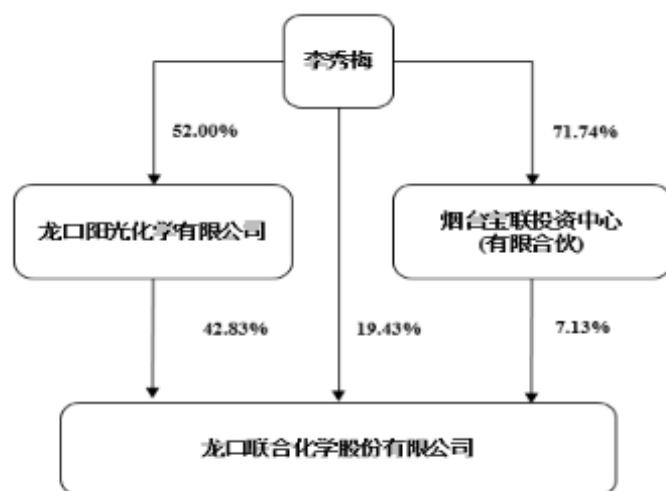 李秀梅
52.00%
71.74%
龙口阳光化学有限公司
烟台宝联投资中心
(有限合伙)
42.83%
19.43%
7.13%
龙口联合化学股份有限公司